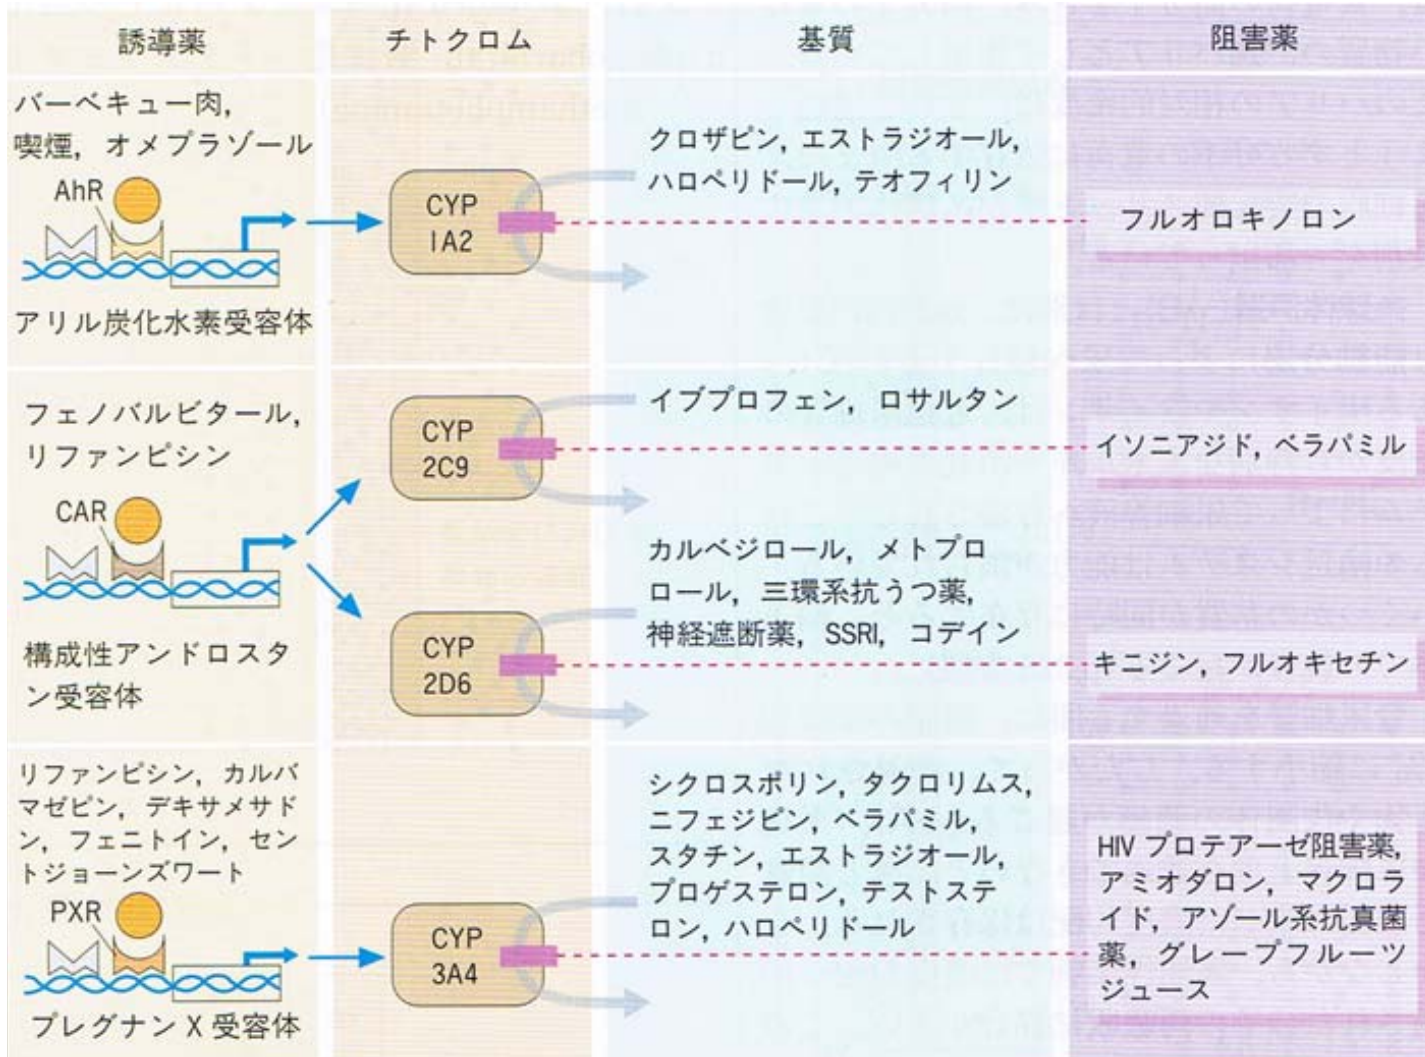 誘導薬
チトクロム
基質
阻害薬
バーベキュー肉,
喫煙, オメプラゾール
AhR
アリル炭化水素受容体
CYP
1A2
クロザピン, エストラジオール,
ハロペリドール, テオフィリン
フルオロキノロン
フェノバルビタール,
リファンピシン
CAR
構成性アンドロスタ
ン受容体
CYP
2C9
イブプロフェン, ロサルタン
イソニアジド, ベラパミル
CYP
2D6
カルベジロール, メトプロ
ロール, 三環系抗うつ薬,
神経遮断薬, SSRI, コデイン
キニジン, フルオキセチン
リファンピシン, カルバ
マゼピン, デキサメサド
ン, フェニトイン, セン
トジョーンズワート
PXR
プレグナン X 受容体
CYP
3A4
シクロスポリン, タクロリムス,
ニフェジピン, ベラパミル,
スタチン, エストラジオール,
プロゲステロン, テストステ
ロン, ハロペリドール
HIV プロテアーゼ阻害薬,
アミオダロン, マクロラ
イド, アゾール系抗真菌
薬, グレープフルーツ
ジュース